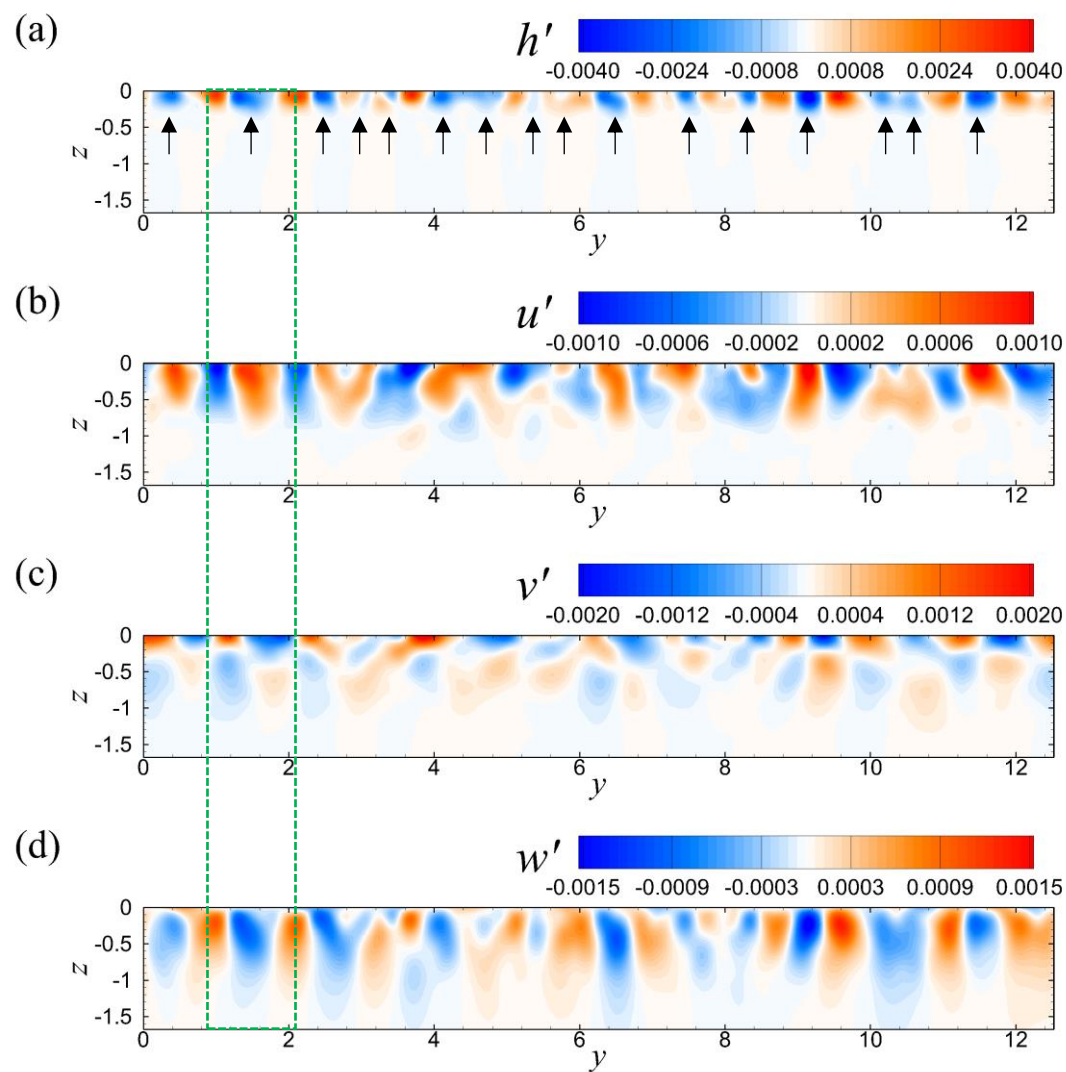 (a)
h'
-0.0040 -0.0024 -0.0008 0.0008 0.0024 0.0040
0
-0.5
-1
-1.5
z
0 2 4 6 8 10 12
y
(b)
u'
-0.0010 -0.0006 -0.0002 0.0002 0.0006 0.0010
0
-0.5
-1
-1.5
z
0 2 4 6 8 10 12
y
(c)
v'
-0.0020 -0.0012 -0.0004 0.0004 0.0012 0.0020
0
-0.5
-1
-1.5
z
0 2 4 6 8 10 12
y
(d)
w'
-0.0015 -0.0009 -0.0003 0.0003 0.0009 0.0015
0
-0.5
-1
-1.5
z
0 2 4 6 8 10 12
y